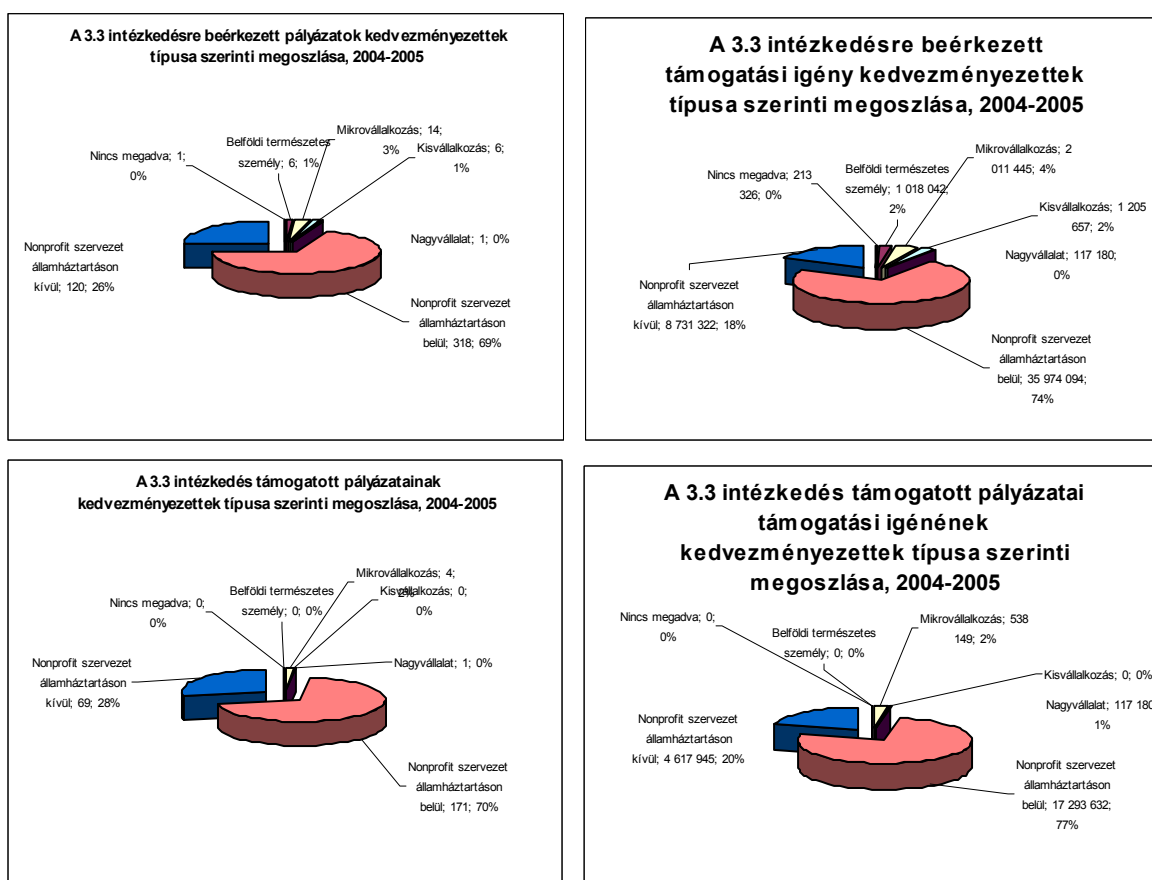 A 3.3 intézkedésre beérkezett pályázatok kedvezményezettek
típusa szerinti megoszlása, 2004-2005
Nincs megadva; 1;
0%
Belföldi természetes
személy; 6; 1%
Mikrovállalkozás; 14;
3%
Kisvállalkozás; 6;
1%
Nagyvállalat; 1; 0%
Nonprofit szervezet
államháztartáson
kívül; 120; 26%
Nonprofit szervezet
államháztartáson
belül; 318; 69%
A 3.3 intézkedésre beérkezett
támogatási igény kedvezményezettek
típusa szerinti megoszlása, 2004-2005
Nincs megadva; 213
326; 0%
Belföldi természetes
személy; 1 018 042;
2%
Mikrovállalkozás; 2
011 445; 4%
Kisvállalkozás; 1 205
657; 2%
Nagyvállalat; 117 180;
0%
Nonprofit szervezet
államháztartáson
kívül; 8 731 322; 18%
Nonprofit szervezet
államháztartáson
belül; 35 974 094;
74%
A 3.3 intézkedés támogatott pályázatainak
kedvezményezettek típusa szerinti megoszlása, 2004-2005
Nincs megadva; 0;
0%
Belföldi természetes
személy; 0; 0%
Mikrovállalkozás; 4;
2%
Kisvállalkozás; 0;
0%
Nagyvállalat; 1; 0%
Nonprofit szervezet
államháztartáson
kívül; 69; 28%
Nonprofit szervezet
államháztartáson
belül; 171; 70%
A 3.3 intézkedés támogatott pályázatai
támogatási igénének
kedvezményezettek típusa szerinti
megoszlása, 2004-2005
Nincs megadva; 0;
0%
Belföldi természetes
személy; 0; 0%
Mikrovállalkozás; 538
149; 2%
Kisvállalkozás; 0; 0%
Nagyvállalat; 117 180
1%
Nonprofit szervezet
államháztartáson
kívül; 4 617 945; 20%
Nonprofit szervezet
államháztartáson
belül; 17 293 632;
77%